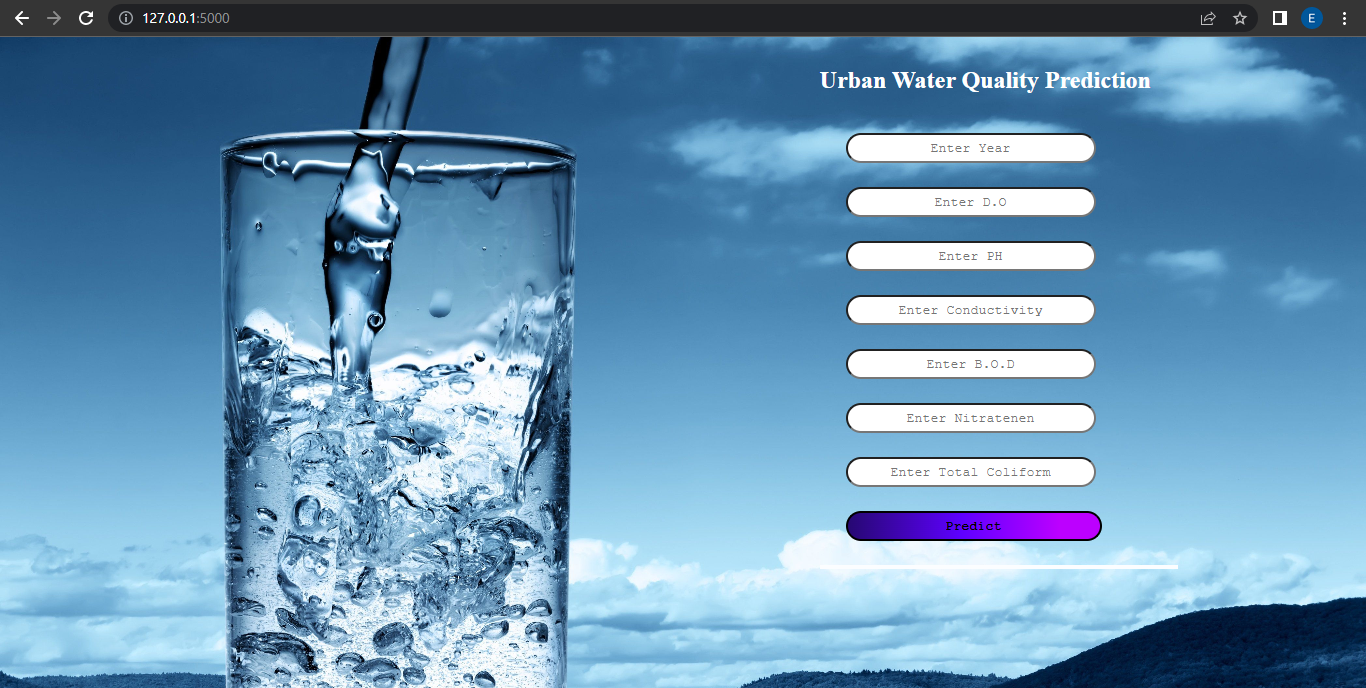 127.0.0.1:5000
E
Urban Water Quality Prediction
Enter Year
Enter D.O
Enter PH
Enter Conductivity
Enter B.O.D
Enter Nitratenen
Enter Total Coliform
Predict